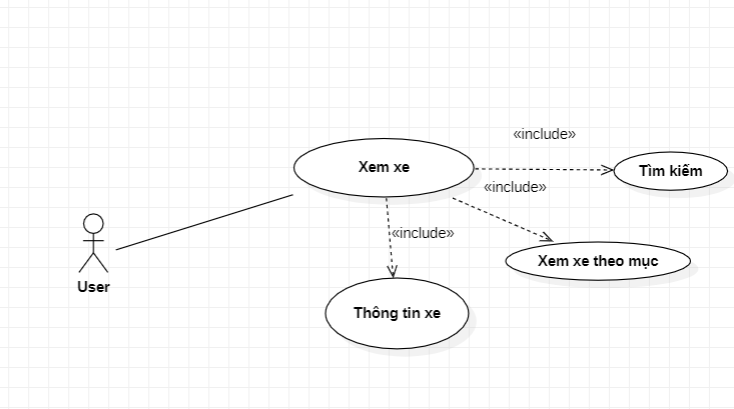 «include»
Xem xe
Tìm kiếm
«include»
«include»
Xem xe theo mục
User
Thông tin xe